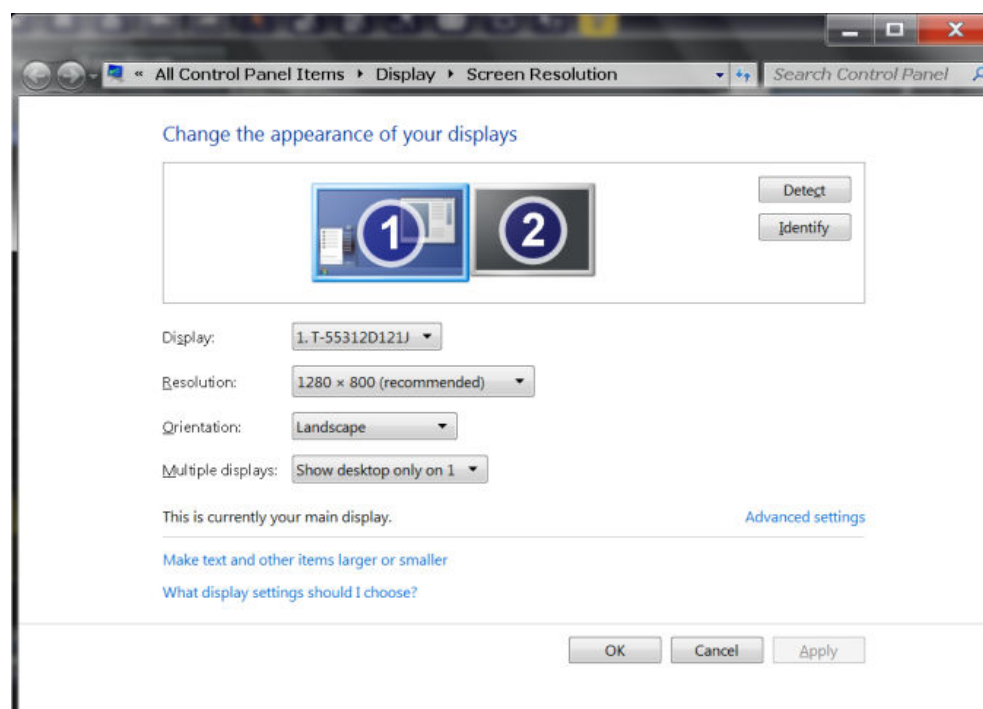 « All Control Panel Items ▸ Display ▸ Screen Resolution
Search Control Panel
Change the appearance of your displays
1
2
Detect
Identify
Display:
1. T-55312D121J
Resolution:
1280 × 800 (recommended)
Orientation:
Landscape
Multiple displays:
Show desktop only on 1
This is currently your main display.
Advanced settings
Make text and other items larger or smaller
What display settings should I choose?
OK
Cancel
Apply